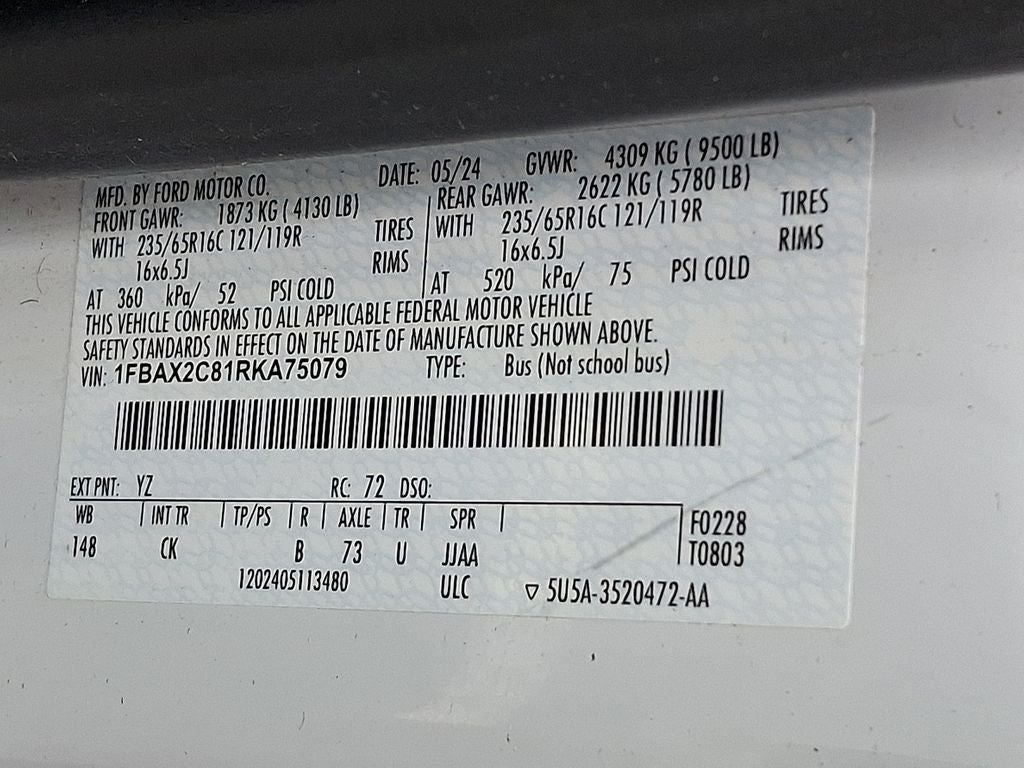 MFD. BY FORD MOTOR CO. DATE: 05/24 GVWR: 4309 KG ( 9500 LB)
FRONT GAWR: 1873 KG ( 4130 LB) REAR GAWR: 2622 KG ( 5780 LB)
WITH 235/65R16C 121/119R TIRES WITH 235/65R16C 121/119R TIRES
16x6.5J RIMS 16x6.5J RIMS
AT 360 kPa/ 52 PSI COLD AT 520 kPa/ 75 PSI COLD
THIS VEHICLE CONFORMS TO ALL APPLICABLE FEDERAL MOTOR VEHICLE
SAFETY STANDARDS IN EFFECT ON THE DATE OF MANUFACTURE SHOWN ABOVE.
VIN: 1FBAX2C81RKA75079 TYPE: Bus (Not school bus)
EXT PNT: YZ RC: 72 DSO:
WB INT TR TP/PS R AXLE TR SPR F0228
148 CK B 73 U JJAA T0803
1202405113480 ULC ▽ 5U5A-3520472-AA